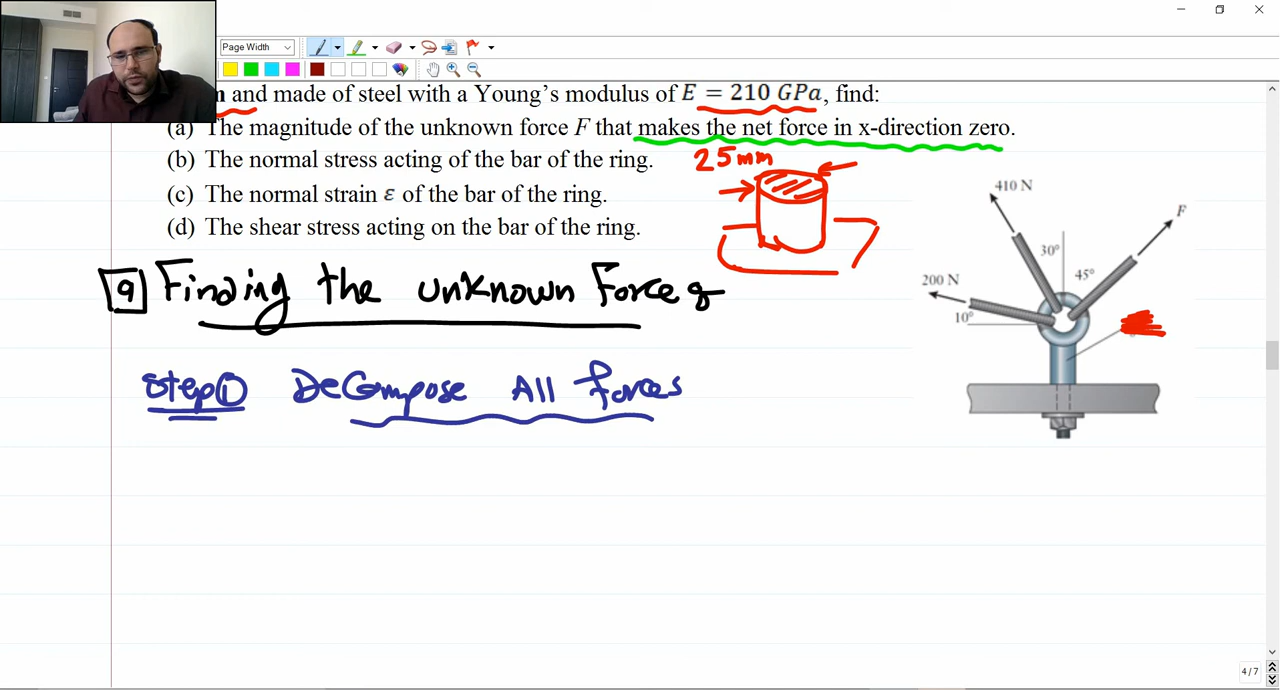 Page Width
and made of steel with a Young's modulus of E = 210 GPa, find:
(a) The magnitude of the unknown force F that makes the net force in x-direction zero.
(b) The normal stress acting of the bar of the ring.
(c) The normal strain ε of the bar of the ring.
(d) The shear stress acting on the bar of the ring.
25mm
410 N
F
30°
45°
200 N
10°
Finding the unknown Force
Step 1 Decompose All forces
4/7